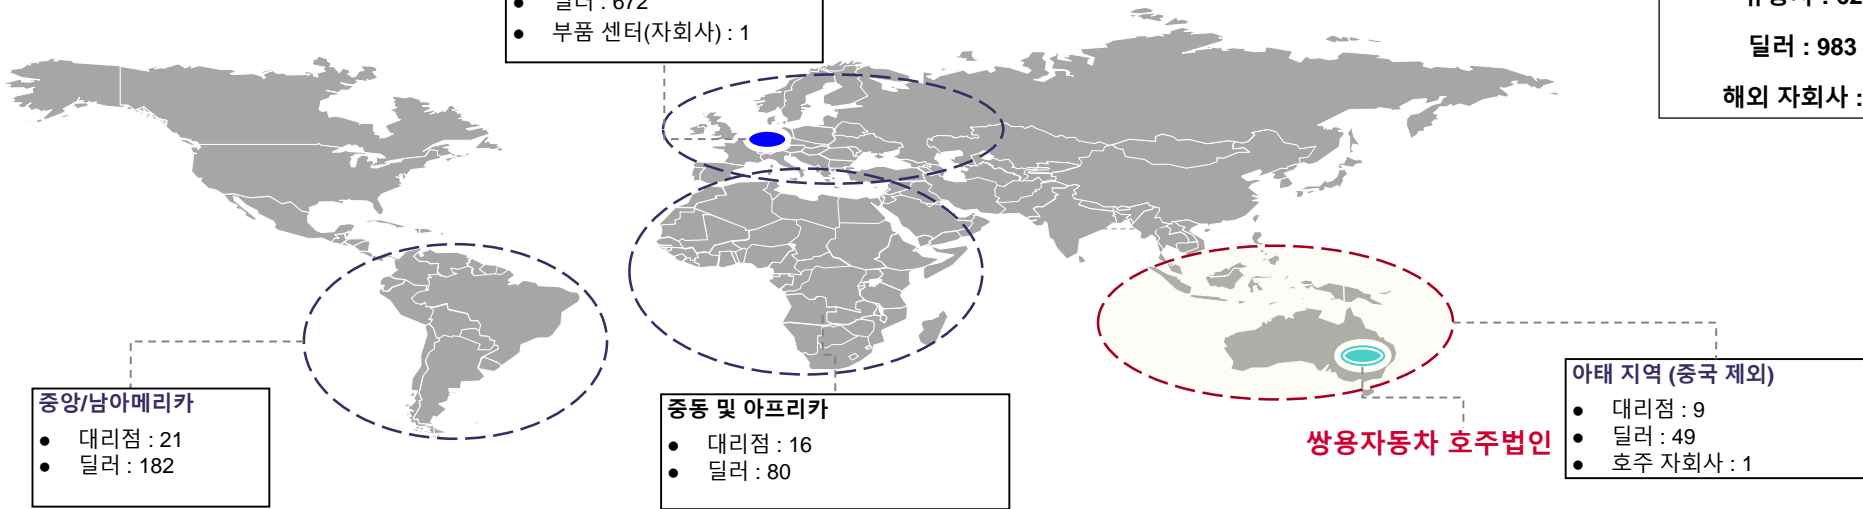 ● 딜러 : 672
● 부품 센터(자회사) : 1
딜러 : 983
해외 자회사 :
중앙/남아메리카
● 대리점 : 21
● 딜러 : 182
중동 및 아프리카
● 대리점 : 16
● 딜러 : 80
쌍용자동차 호주법인
아태 지역 (중국 제외)
● 대리점 : 9
● 딜러 : 49
● 호주 자회사 : 1